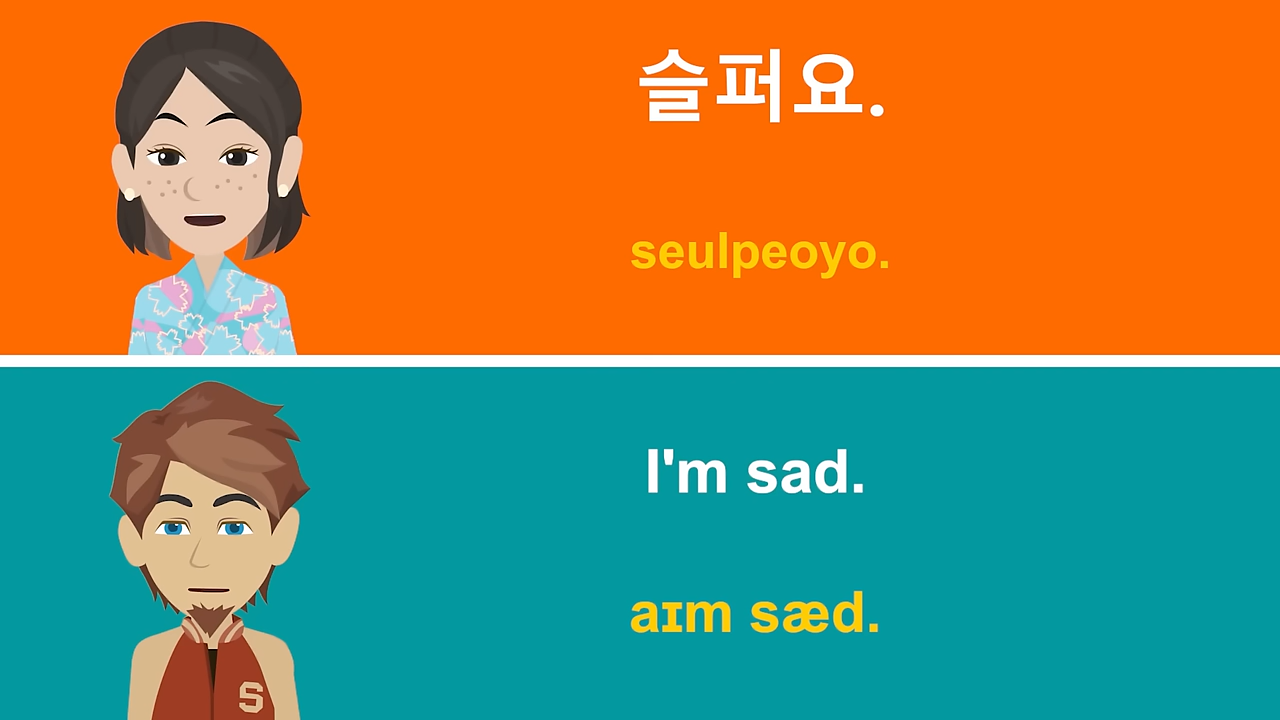 슬퍼요.
seulpeoyo.
I'm sad.
aɪm sæd.
S